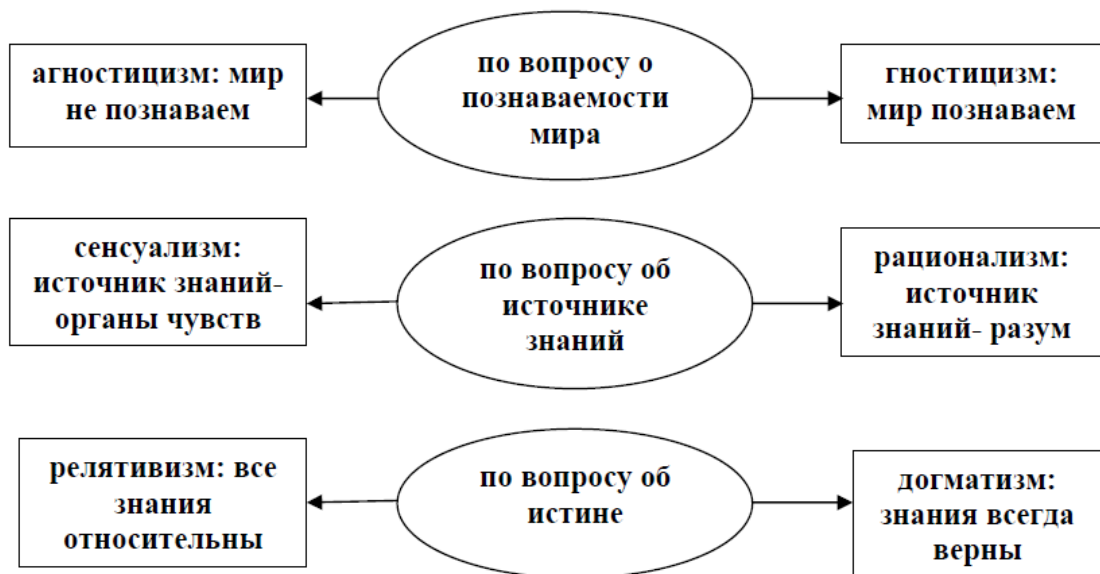 агностицизм: мир
не познаваем
по вопросу о
познаваемости
мира
гностицизм:
мир познаваем
сенсуализм:
источник знаний-
органы чувств
по вопросу об
источнике
знаний
рационализм:
источник
знаний- разум
релятивизм: все
знания
относительны
по вопросу об
истине
догматизм:
знания всегда
верны